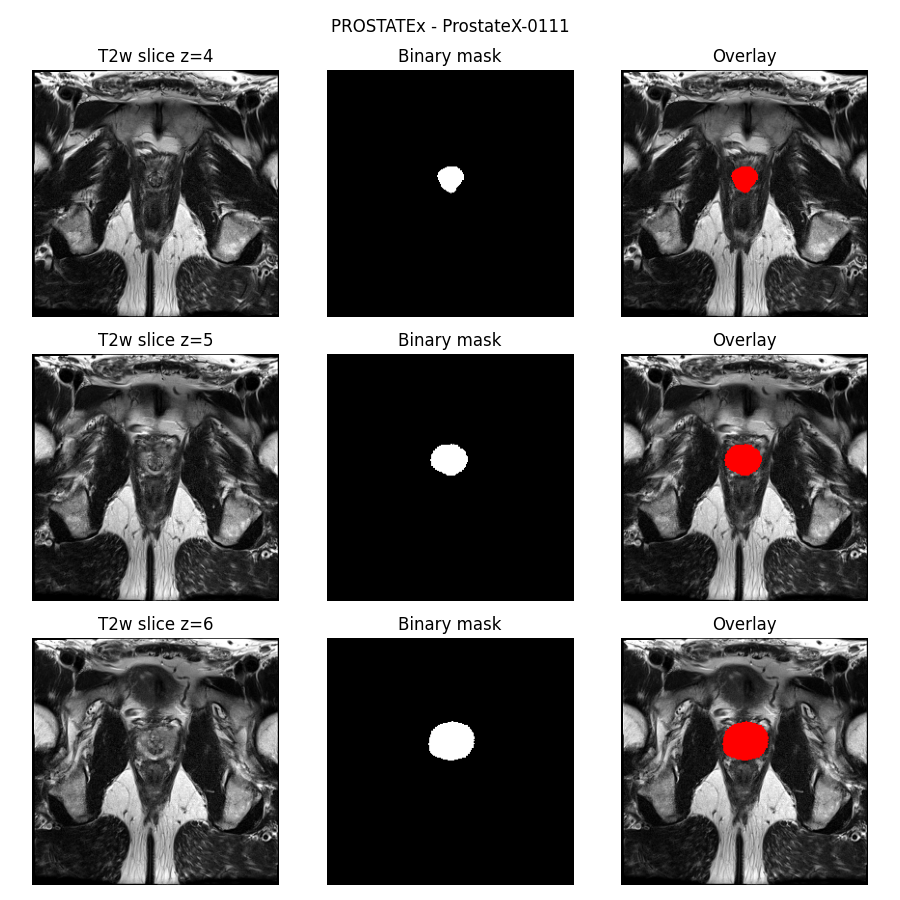 PROSTATEx - ProstateX-0111
T2w slice z=4
Binary mask
Overlay
T2w slice z=5
Binary mask
Overlay
T2w slice z=6
Binary mask
Overlay